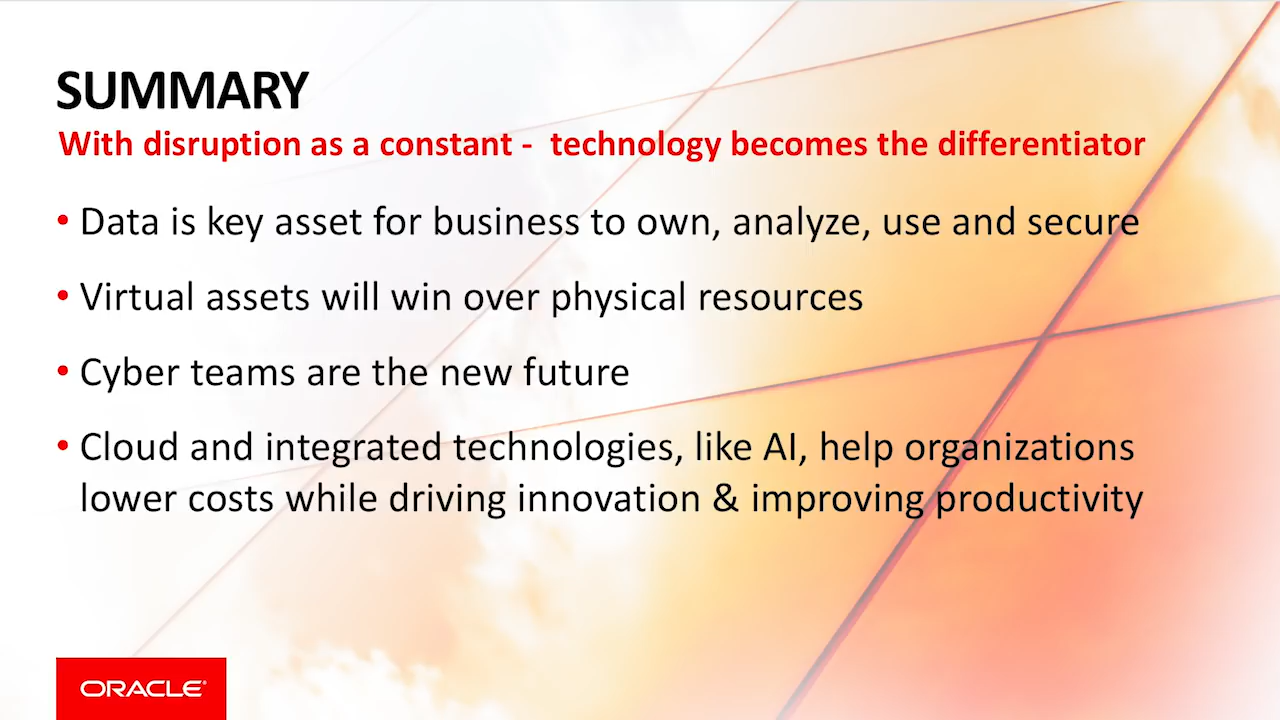 SUMMARY
With disruption as a constant - technology becomes the differentiator
• Data is key asset for business to own, analyze, use and secure
• Virtual assets will win over physical resources
• Cyber teams are the new future
• Cloud and integrated technologies, like AI, help organizations
lower costs while driving innovation & improving productivity
ORACLE®